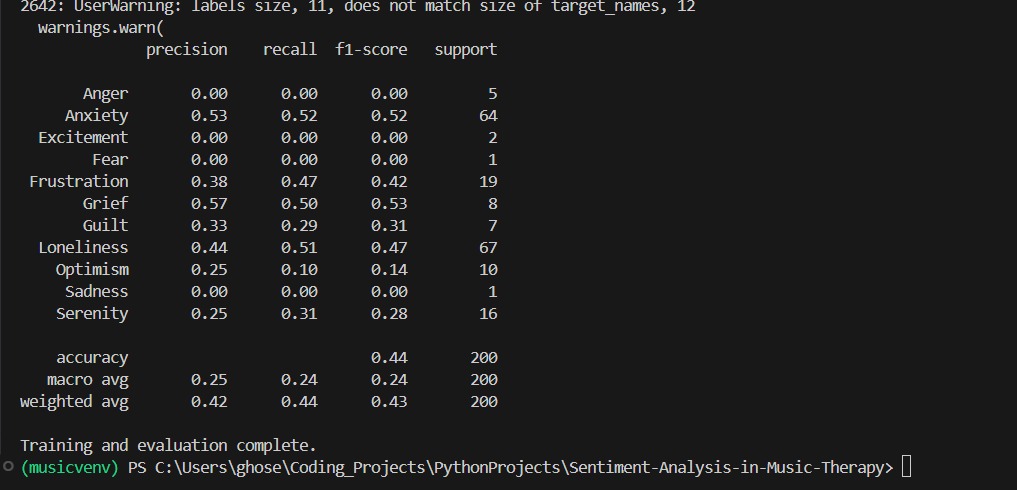 2642: UserWarning: labels size, 11, does not match size of target_names, 12
  warnings.warn(
              precision    recall  f1-score   support

       Anger       0.00      0.00      0.00         5
     Anxiety       0.53      0.52      0.52        64
  Excitement       0.00      0.00      0.00         2
        Fear       0.00      0.00      0.00         1
 Frustration       0.38      0.47      0.42        19
       Grief       0.57      0.50      0.53         8
       Guilt       0.33      0.29      0.31         7
  Loneliness       0.44      0.51      0.47        67
    Optimism       0.25      0.10      0.14        10
     Sadness       0.00      0.00      0.00         1
    Serenity       0.25      0.31      0.28        16

    accuracy                           0.44       200
   macro avg       0.25      0.24      0.24       200
weighted avg       0.42      0.44      0.43       200

Training and evaluation complete.
(musicvenv) PS C:\Users\ghose\Coding_Projects\PythonProjects\Sentiment-Analysis-in-Music-Therapy>